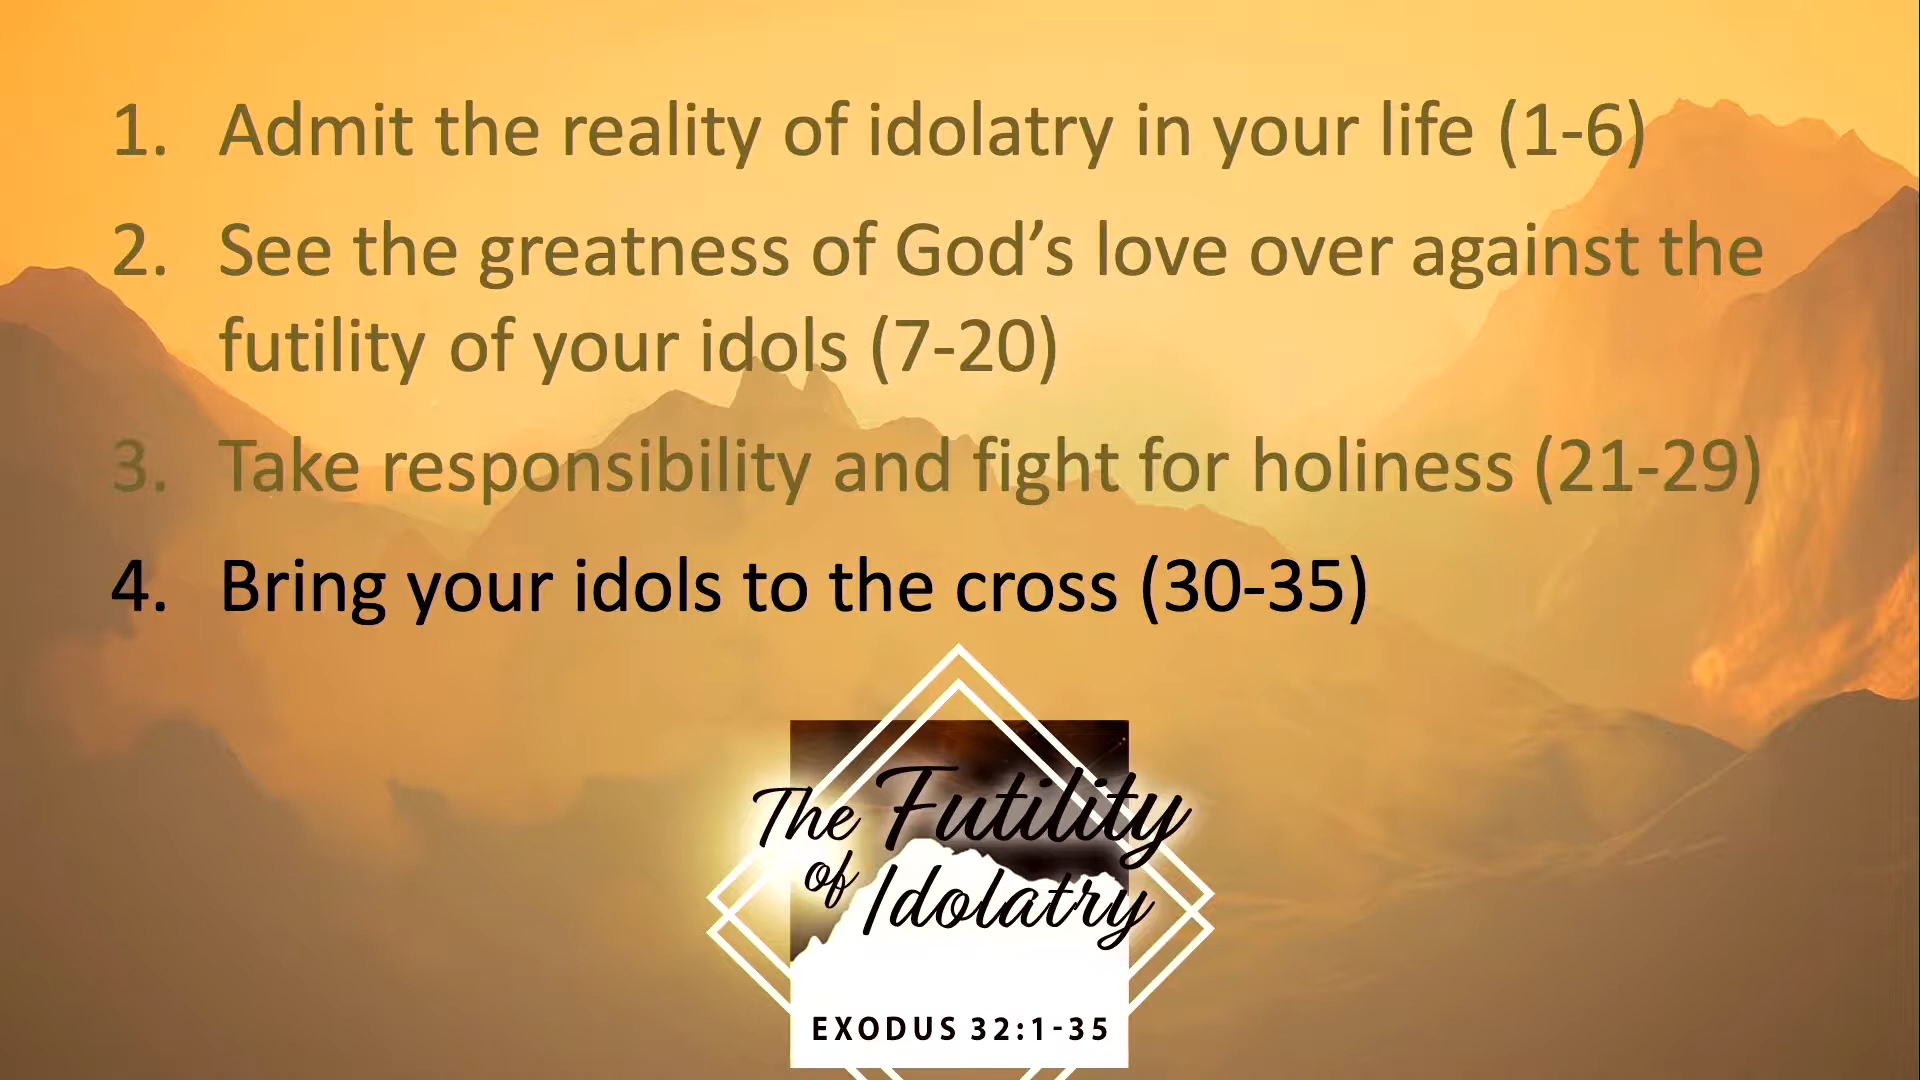 1. Admit the reality of idolatry in your life (1-6)
2. See the greatness of God’s love over against the
futility of your idols (7-20)
3. Take responsibility and fight for holiness (21-29)
4. Bring your idols to the cross (30-35)
The Futility
of Idolatry
EXODUS 32:1-35